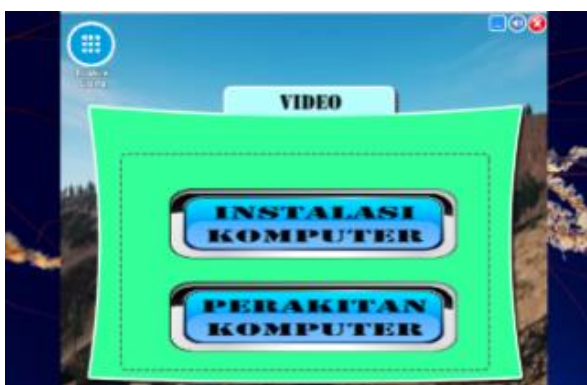 VIDEO
INSTALASI
KOMPUTER
PERAKITAN
KOMPUTER